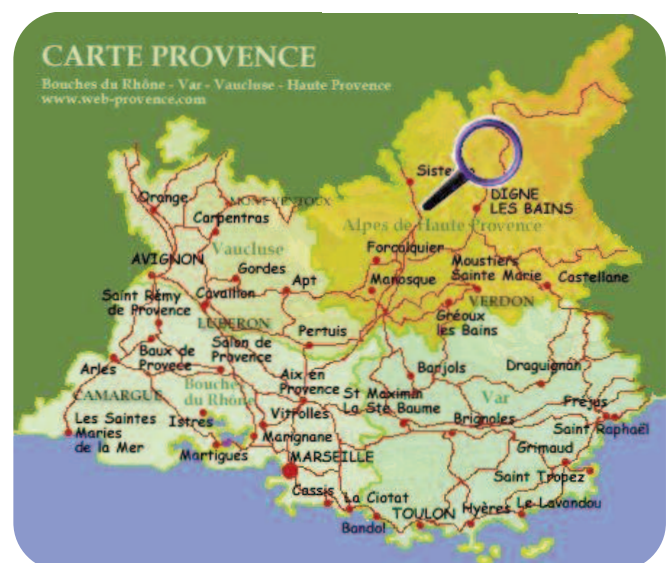 CARTE PROVENCE
Bouches du Rhône - Var - Vaucluse - Haute Provence
www.web-provence.com
Orange
MONT VENTOUX
Carpentras
Vaucluse
DIGNE
LES BAINS
Alpes de Haute Provence
AVIGNON
Gordes
Forcalquier
Moustiers
Sainte Marie
Castellane
Saint Rémy
de Provence
Cavaillon
Apt
Manosque
VERDON
LUBERON
Gréoux
les Bains
Pertuis
Baux de
Provece
Salon de
Provence
Barjols
Draguignan
Arles
Aix en
Provence
CAMARGUE
Bouches
du Rhône
St Maximin
La Ste Baume
Var
Fréjus
Les Saintes
Maries
de la Mer
Istres
Vitrolles
Brignoles
Saint Raphaël
Marignane
Grimaud
Martigues
MARSEILLE
Saint Tropez
Cassis
La Ciotat
Bandol
TOULON
Hyères
Le Lavandou